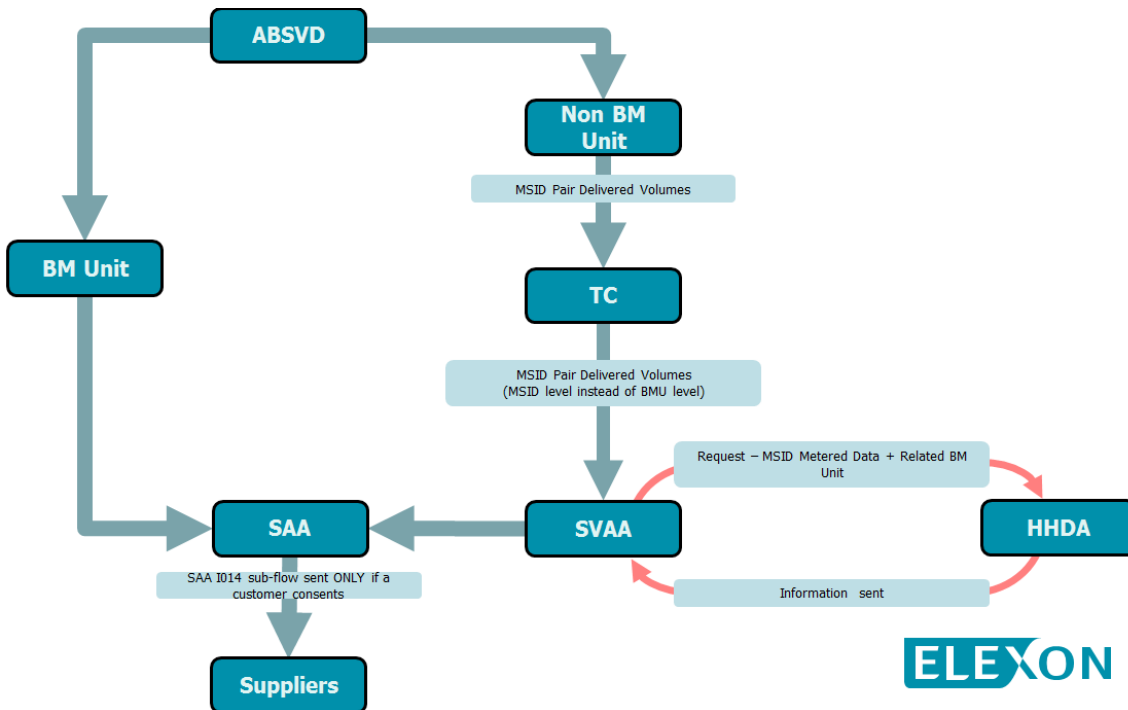 ABSVD
Non BM
Unit
MSID Pair Delivered Volumes
BM Unit
TC
MSID Pair Delivered Volumes
(MSID level instead of BMU level)
Request – MSID Metered Data + Related BM
Unit
SAA
SVAA
HHDA
SAA I014 sub-flow sent ONLY if a
customer consents
Information sent
Suppliers
ELEXON